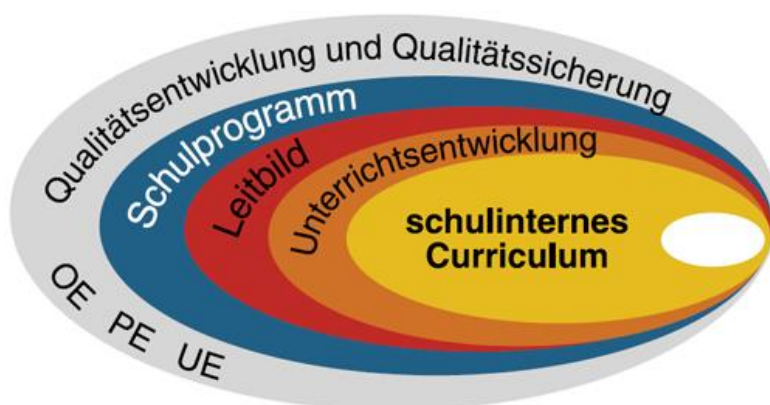 Qualitätsentwicklung und Qualitätssicherung
Schulprogramm
Leitbild
Unterrichtsentwicklung
schulinternes
Curriculum
OE PE UE